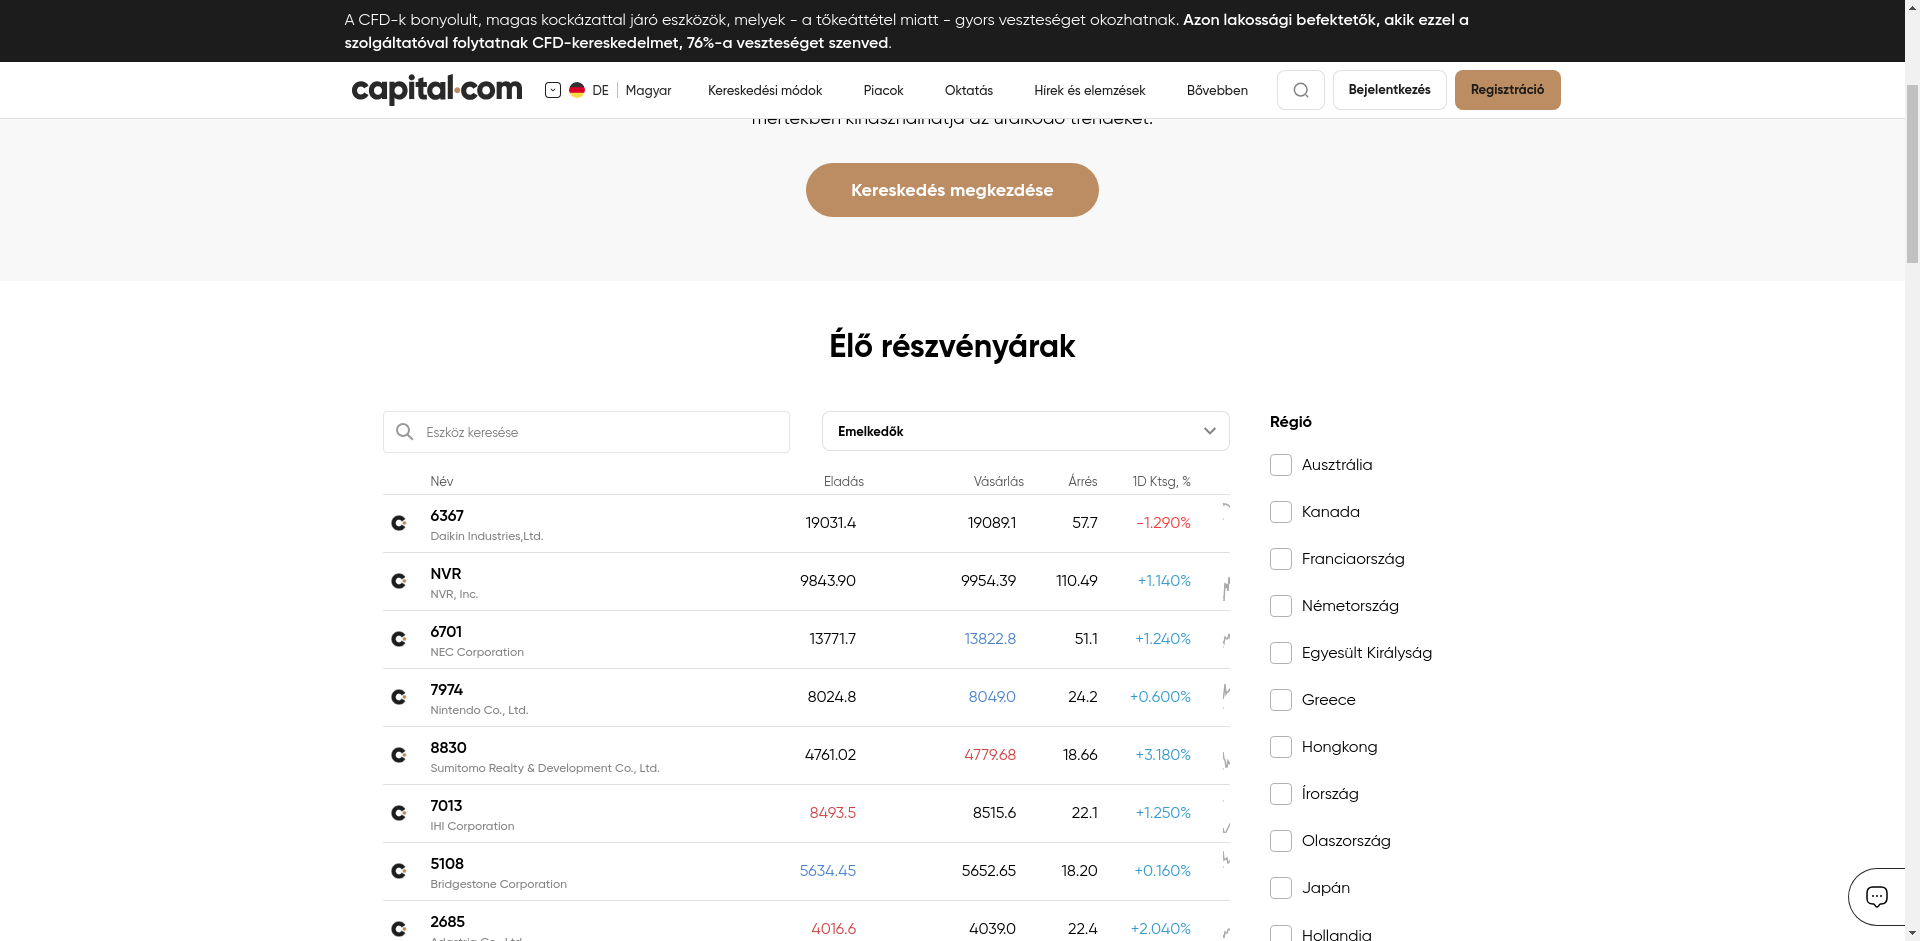 A CFD-k bonyolult, magas kockázattal járó eszközök, melyek - a tőkeáttétel miatt - gyors veszteséget okozhatnak. Azon lakossági befektetők, akik ezzel a
szolgáltatóval folytatnak CFD-kereskedelmet, 76%-a veszteséget szenved.
capital.com DE Magyar Kereskedési módok Piacok Oktatás Hírek és elemzések Bővebben Bejelentkezés Regisztráció
mértékben kihasználhatja az uralkodó trendeket.
Kereskedés megkezdése
Élő részvényárak
Eszköz keresése
Emelkedők
Név Eladás Vásárlás Árrés 1D Ktsg, %
6367 19031.4 19089.1 57.7 -1.290%
Daikin Industries,Ltd.
NVR 9843.90 9954.39 110.49 +1.140%
NVR, Inc.
6701 13771.7 13822.8 51.1 +1.240%
NEC Corporation
7974 8024.8 8049.0 24.2 +0.600%
Nintendo Co., Ltd.
8830 4761.02 4779.68 18.66 +3.180%
Sumitomo Realty & Development Co., Ltd.
7013 8493.5 8515.6 22.1 +1.250%
IHI Corporation
5108 5634.45 5652.65 18.20 +0.160%
Bridgestone Corporation
2685 4016.6 4039.0 22.4 +2.040%
Adastria Co., Ltd.
Régió
Ausztrália
Kanada
Franciaország
Németország
Egyesült Királyság
Greece
Hongkong
Írország
Olaszország
Japán
Hollandia